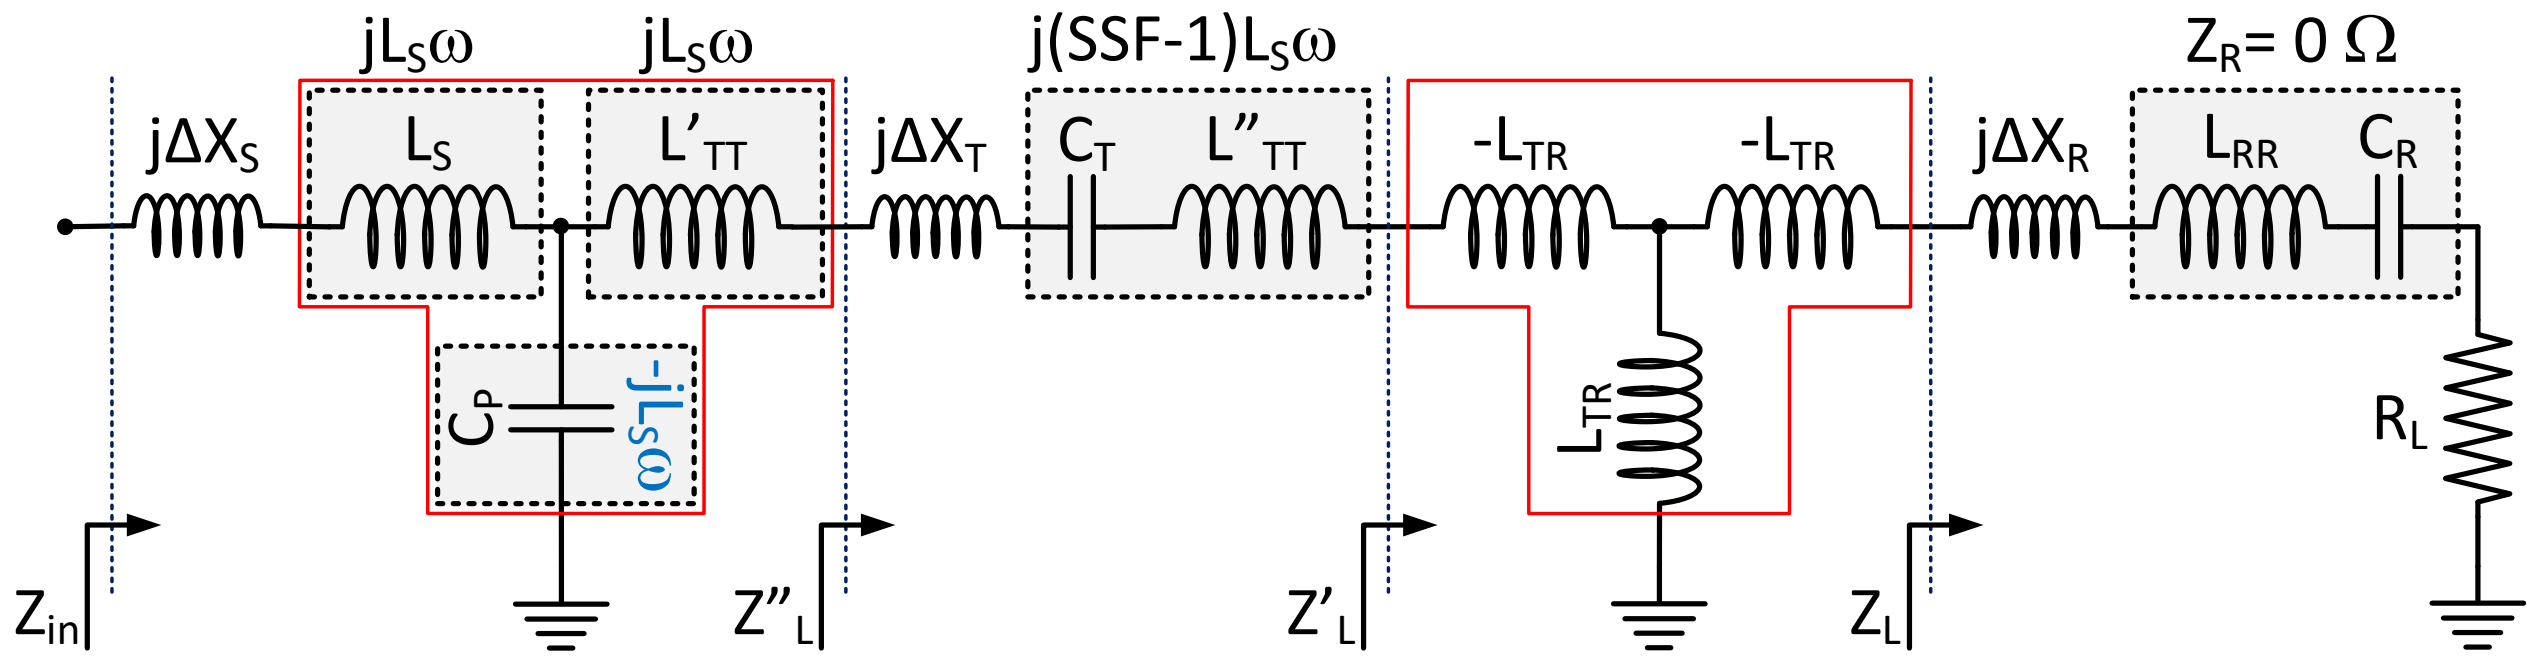 jL_Sω
jL_Sω
j(SSF-1)L_Sω
Z_R= 0 Ω
jΔX_S
L_S
L’_TT
jΔX_T
C_T
L”_TT
-L_TR
-L_TR
jΔX_R
L_RR
C_R
C_P
-jL_Sω
L_TR
R_L
Z_in
Z”_L
Z’_L
Z_L